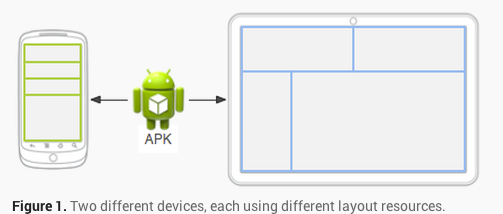 APK
Figure 1. Two different devices, each using different layout resources.